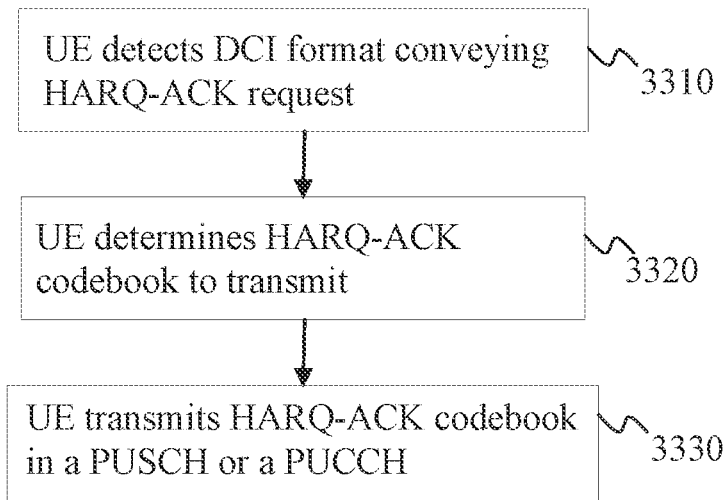 UE detects DCI format conveying
HARQ-ACK request
3310
UE determines HARQ-ACK
codebook to transmit
3320
UE transmits HARQ-ACK codebook
in a PUSCH or a PUCCH
3330